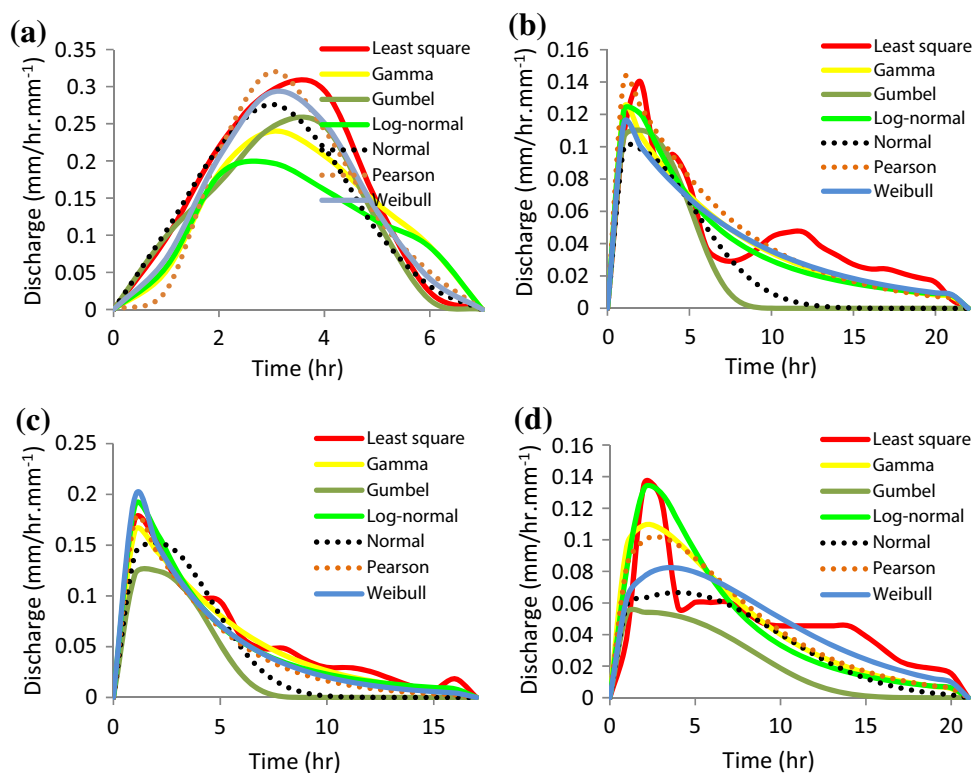 (a)
Discharge (mm/hr.mm⁻¹)
0.35
0.3
0.25
0.2
0.15
0.1
0.05
0
0 2 4 6
Time (hr)
Least square
Gamma
Gumbel
Log-normal
Normal
Pearson
Weibull
(b)
Discharge (mm/hr.mm⁻¹)
0.16
0.14
0.12
0.1
0.08
0.06
0.04
0.02
0
0 5 10 15 20
Time (hr)
Least square
Gamma
Gumbel
Log-normal
Normal
Pearson
Weibull
(c)
Discharge (mm/hr.mm⁻¹)
0.25
0.2
0.15
0.1
0.05
0
0 5 10 15
Time (hr)
Least square
Gamma
Gumbel
Log-normal
Normal
Pearson
Weibull
(d)
Discharge (mm/hr.mm⁻¹)
0.16
0.14
0.12
0.1
0.08
0.06
0.04
0.02
0
0 5 10 15 20
Time (hr)
Least square
Gamma
Gumbel
Log-normal
Normal
Pearson
Weibull